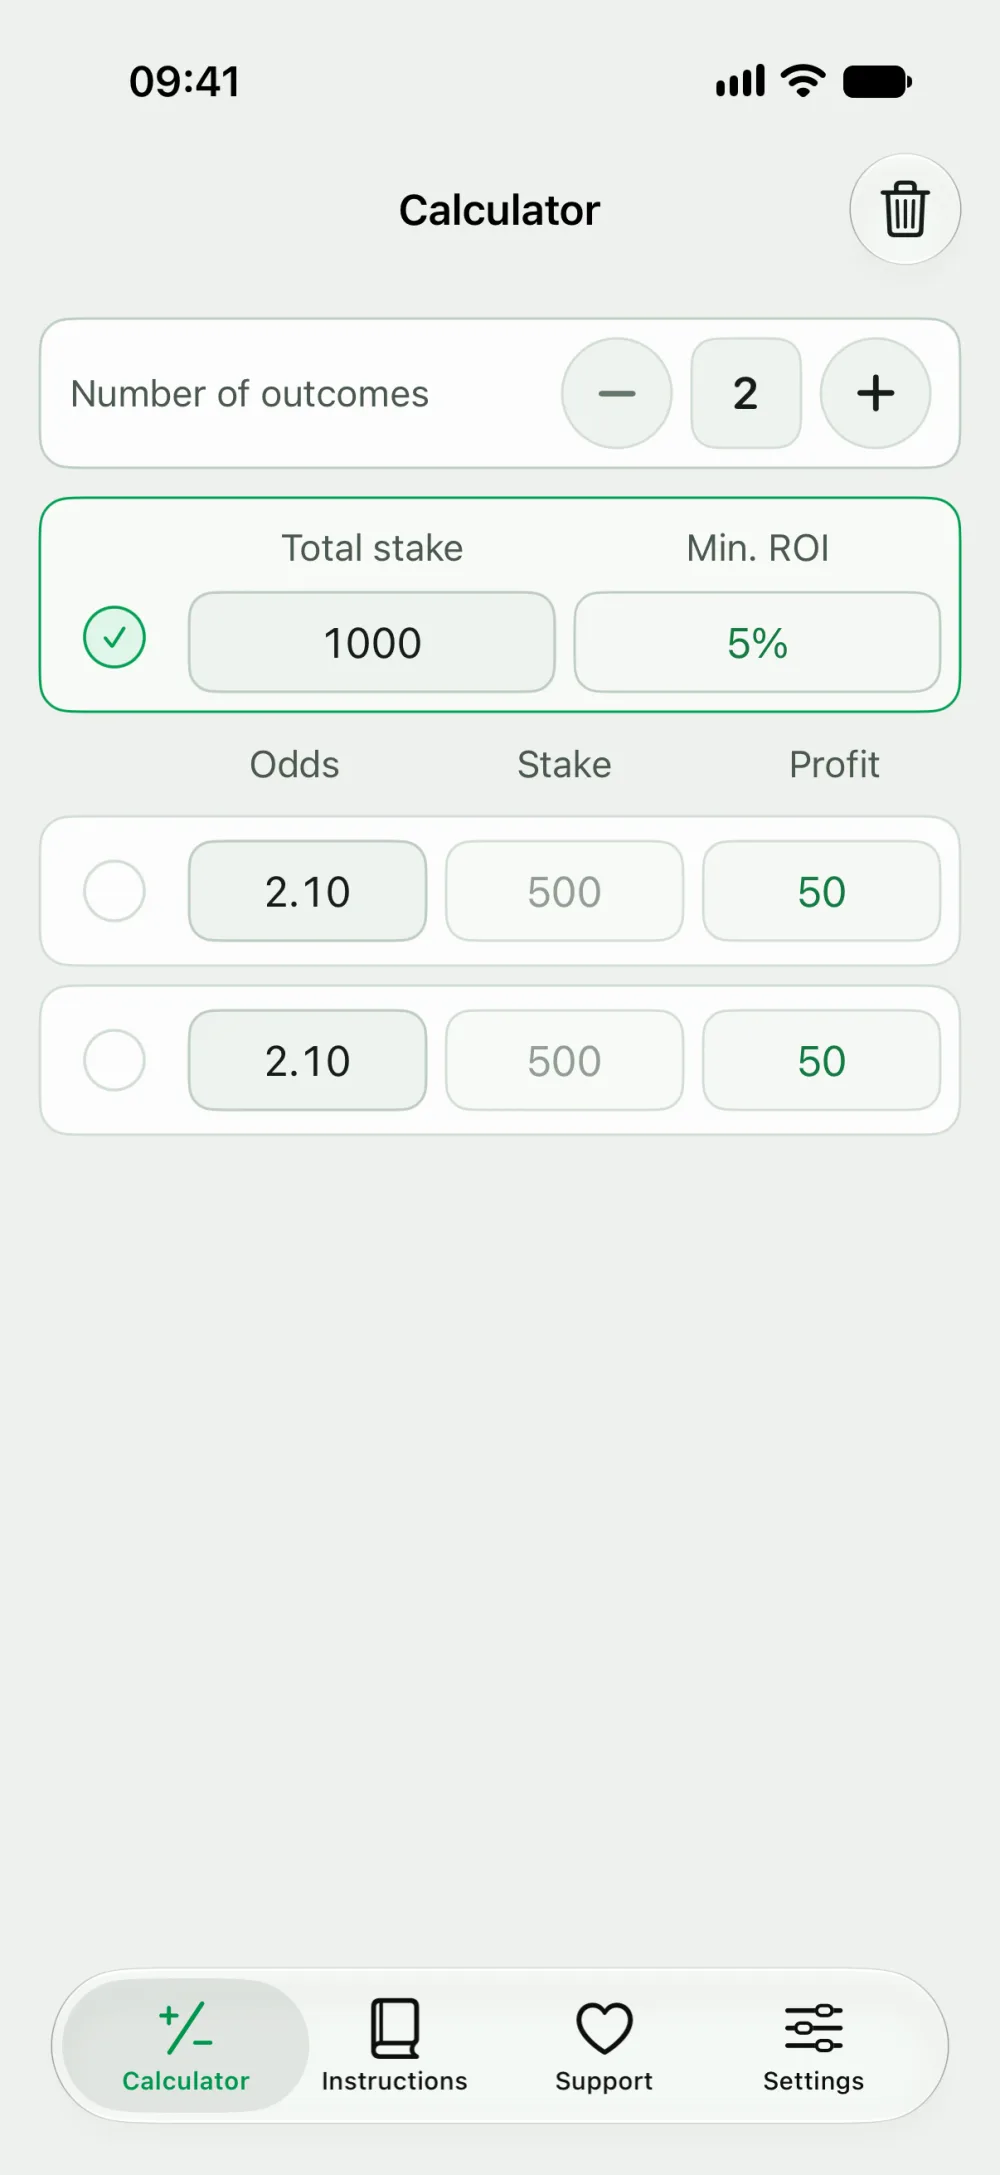 09:41
Calculator
Number of outcomes
2
Total stake Min. ROI
1000 5%
Odds Stake Profit
2.10 500 50
2.10 500 50
Calculator Instructions Support Settings